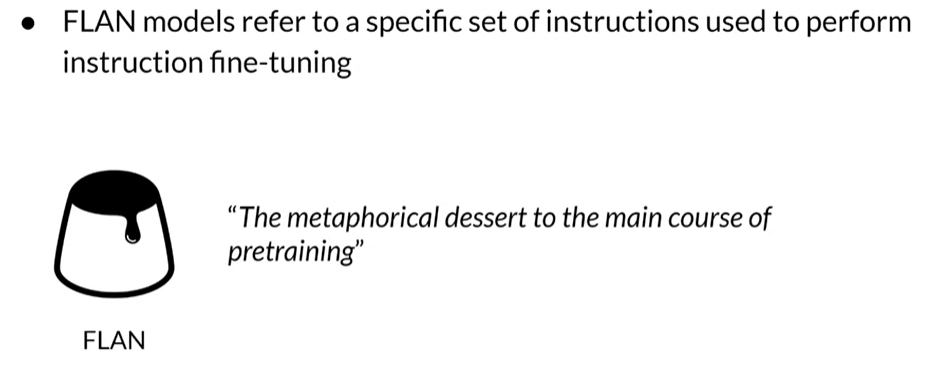 ● FLAN models refer to a specific set of instructions used to perform
instruction fine-tuning
“The metaphorical dessert to the main course of
pretraining”
FLAN